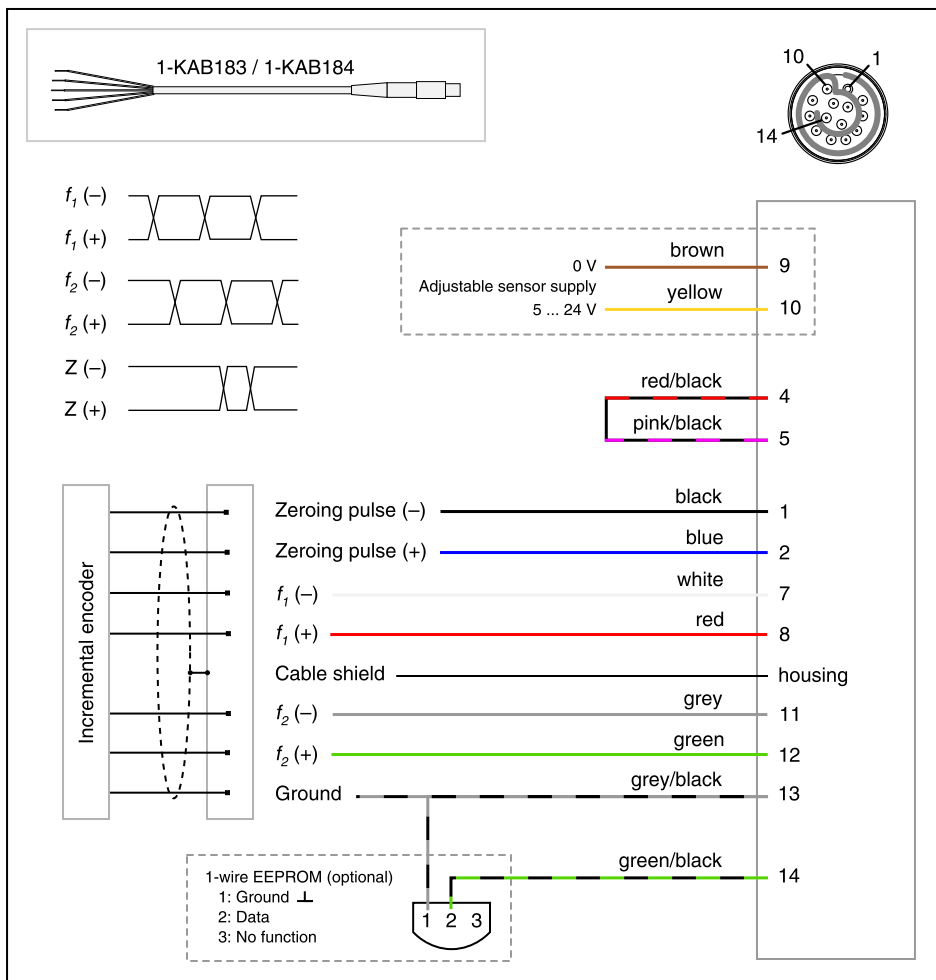 1-KAB183 / 1-KAB184
10
1
14
f1 (–)
f1 (+)
f2 (–)
f2 (+)
Z (–)
Z (+)
brown
0 V
9
Adjustable sensor supply
yellow
5 ... 24 V
10
red/black
4
pink/black
5
Incremental encoder
black
Zeroing pulse (–)
1
blue
Zeroing pulse (+)
2
white
f1 (–)
7
red
f1 (+)
8
Cable shield
housing
grey
f2 (–)
11
green
f2 (+)
12
grey/black
Ground
13
green/black
14
1-wire EEPROM (optional)
1: Ground ⊥
2: Data
3: No function
1 2 3